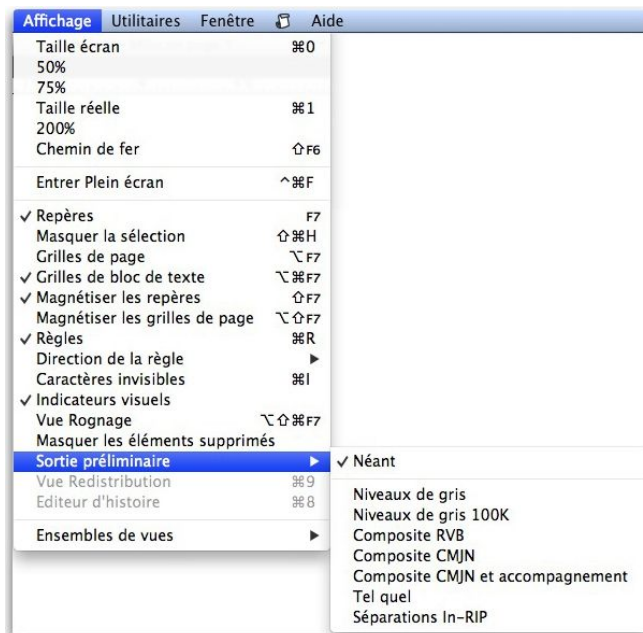 Affichage Utilitaires Fenêtre Aide
Taille écran ⌘0
50%
75%
Taille réelle ⌘1
200%
Chemin de fer ⇧F6
Entrer Plein écran ^⌘F
✓ Repères F7
Masquer la sélection ⇧⌘H
Grilles de page ⌥F7
✓ Grilles de bloc de texte ⌥⌘F7
✓ Magnétiser les repères ⇧F7
Magnétiser les grilles de page ⌥⇧F7
✓ Règles ⌘R
Direction de la règle ▶
Caractères invisibles ⌘I
✓ Indicateurs visuels
Vue Rognage ⌥⇧⌘F7
Masquer les éléments supprimés
Sortie préliminaire ▶
Vue Redistribution ⌘9
Editeur d'histoire ⌘8
Ensembles de vues ▶
✓ Néant
Niveaux de gris
Niveaux de gris 100K
Composite RVB
Composite CMJN
Composite CMJN et accompagnement
Tel quel
Séparations In-RIP